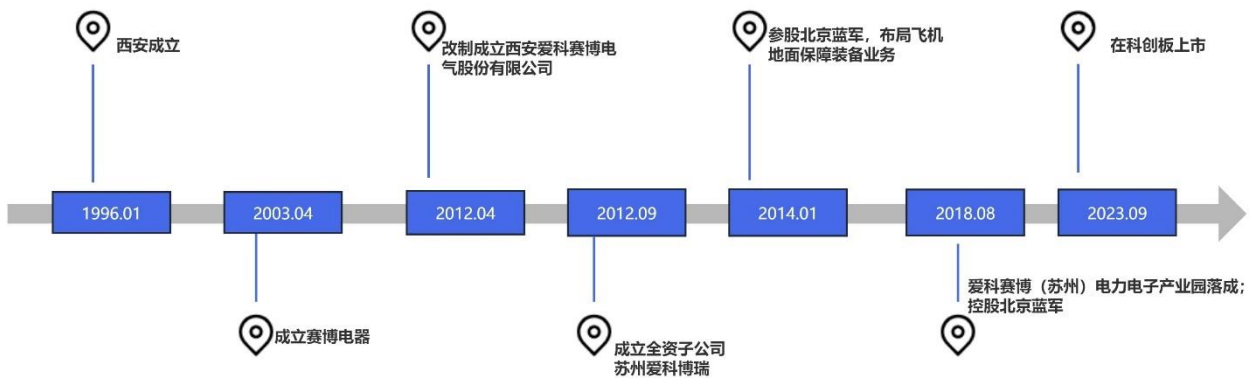 西安成立
改制成立西安爱科赛博电
气股份有限公司
参股北京蓝军，布局飞机
地面保障装备业务
在科创板上市
1996.01
2003.04
2012.04
2012.09
2014.01
2018.08
2023.09
成立赛博电器
成立全资子公司
苏州爱科博瑞
爱科赛博（苏州）电力电子产业园落成；
控股北京蓝军